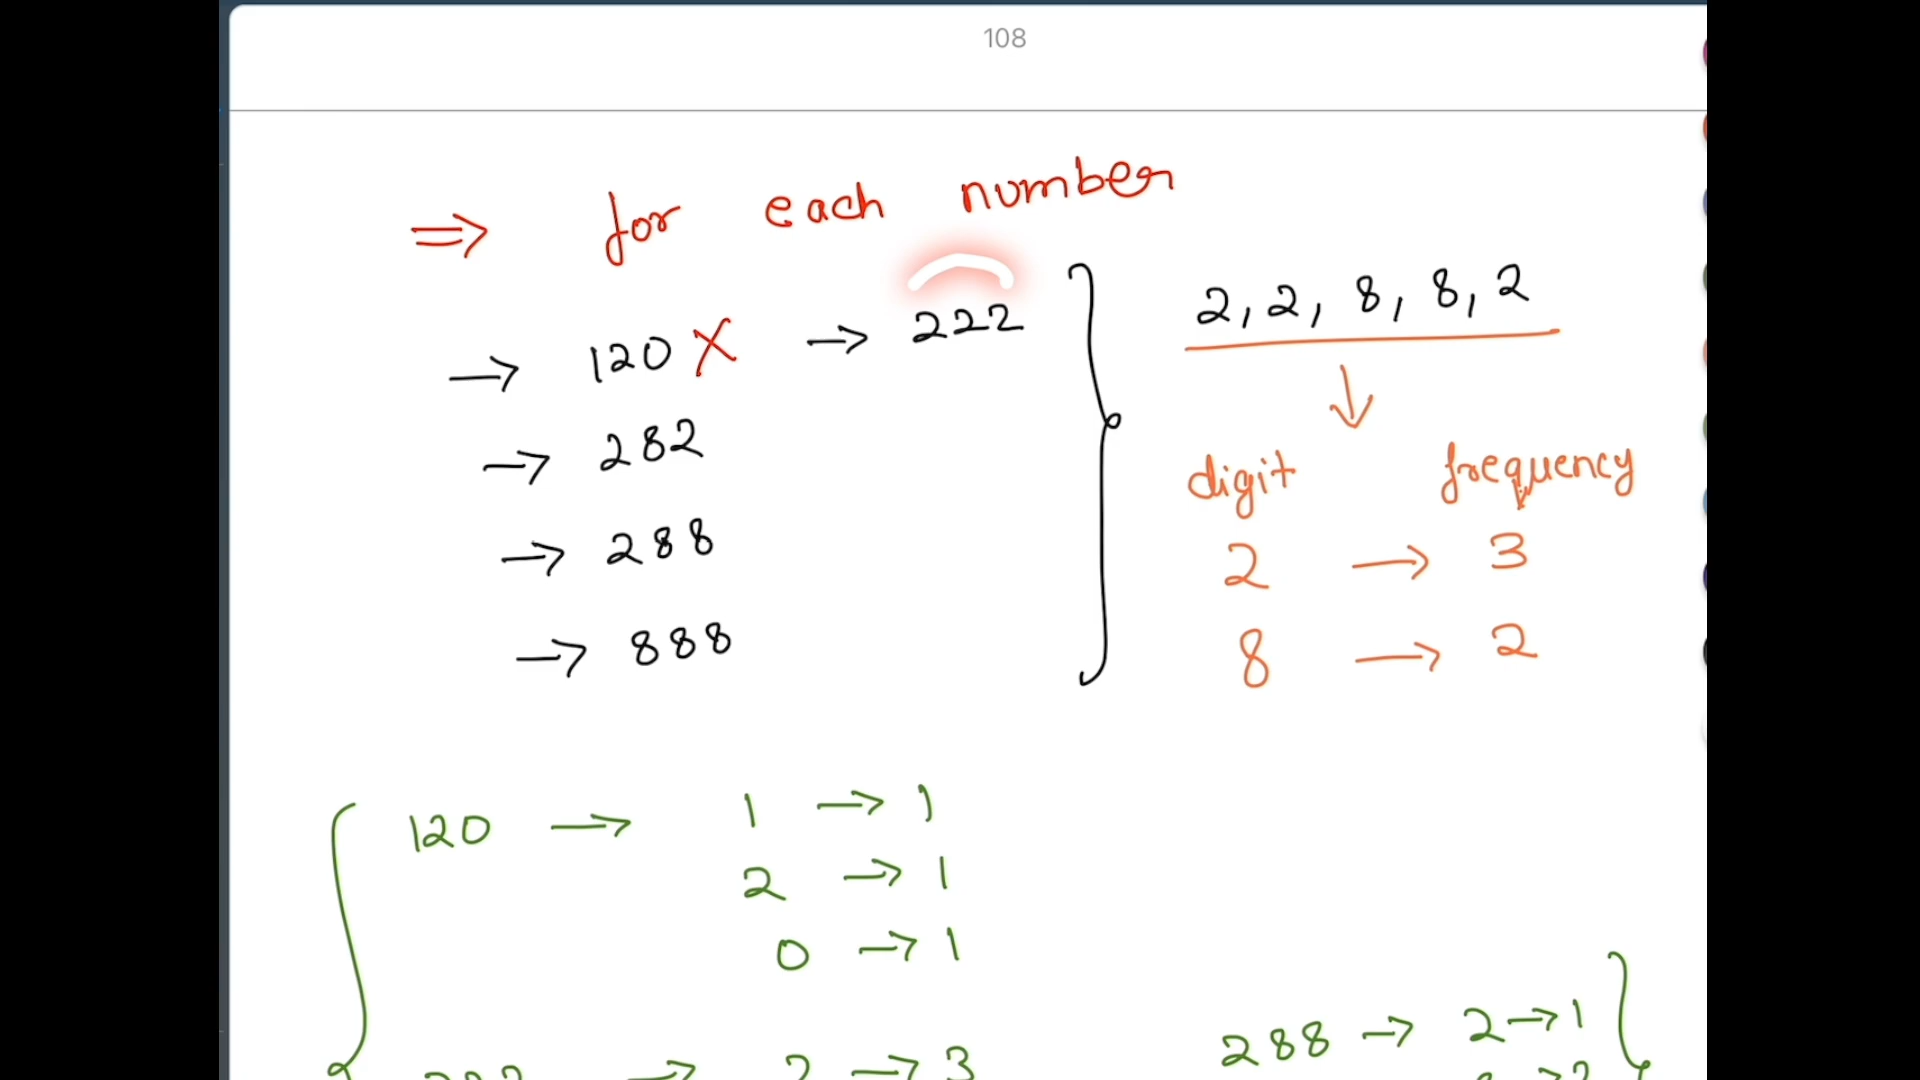 108
⇒ for each number
→ 120 X → 222
→ 282
→ 288
→ 888
2, 2, 8, 8, 2
↓
digit frequency
2 → 3
8 → 2
120 → 1 → 1
2 → 1
0 → 1
2 → 3
288 → 2 → 1